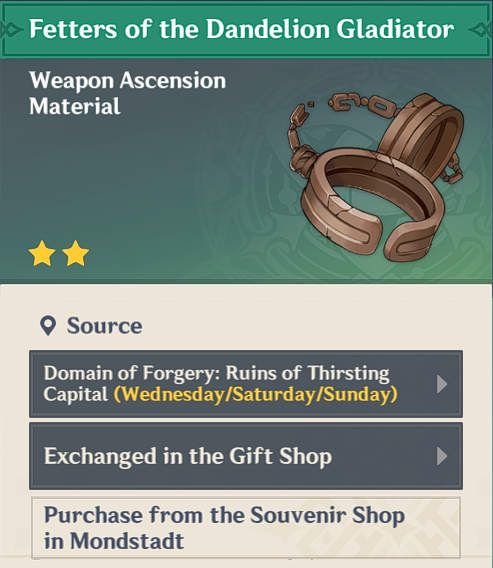 Fetters of the Dandelion Gladiator
Weapon Ascension
Material
Source
Domain of Forgery: Ruins of Thirsting
Capital (Wednesday/Saturday/Sunday)
Exchanged in the Gift Shop
Purchase from the Souvenir Shop
in Mondstadt